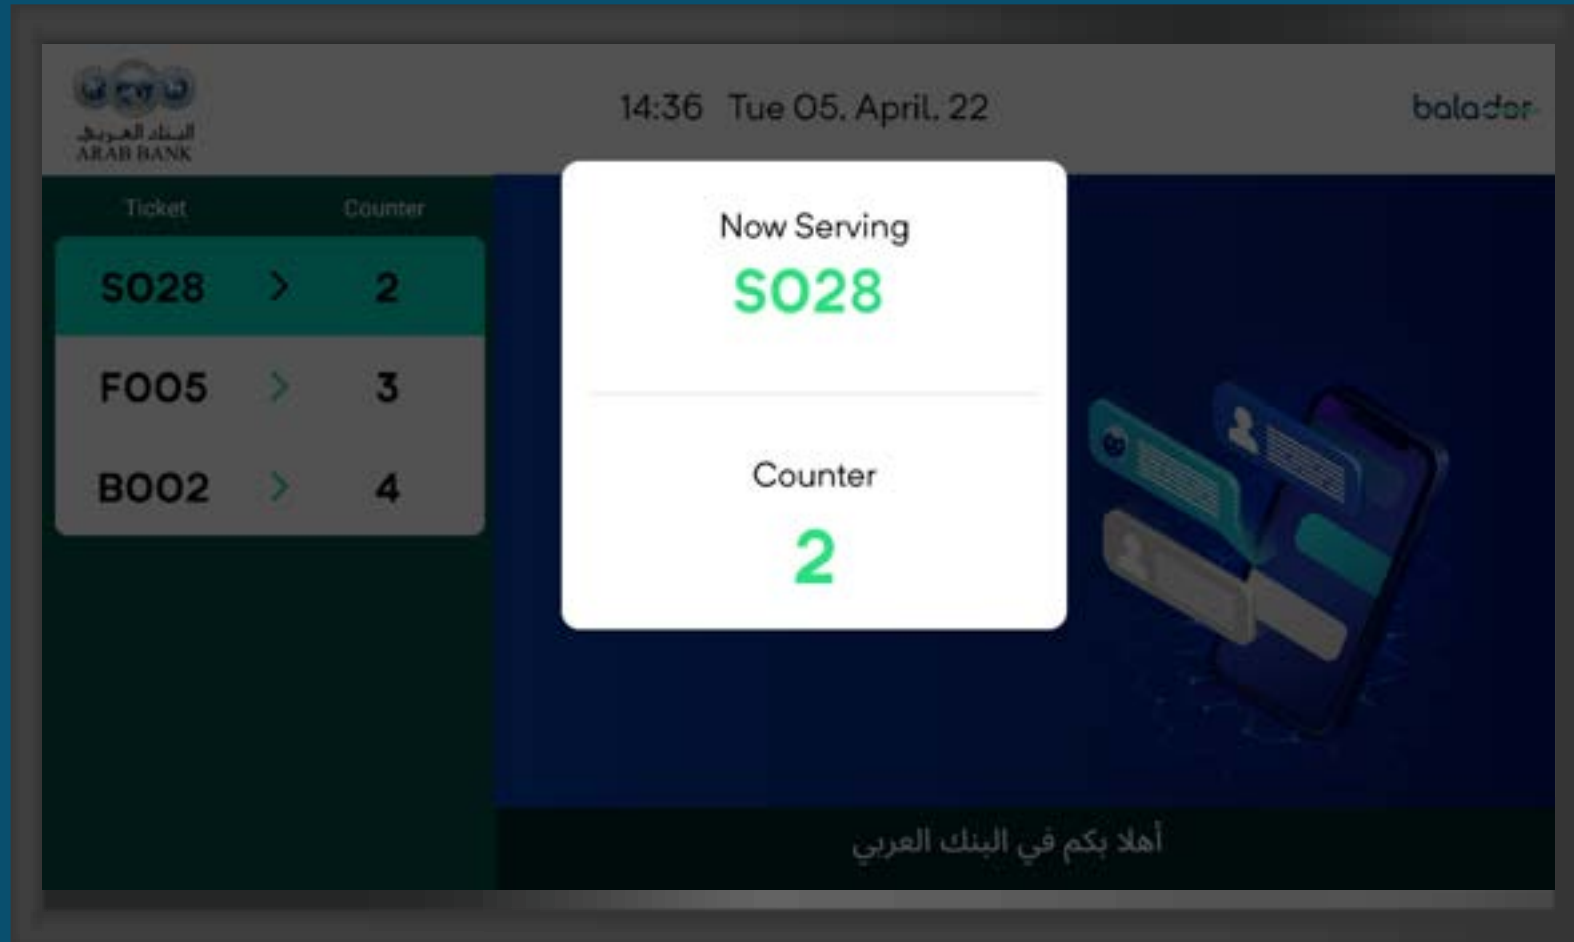 البنك العربي
ARAB BANK
14:36 Tue 05. April. 22
balador
Ticket Counter
S028 > 2
F005 > 3
B002 > 4
Now Serving
S028
Counter
2
أهلا بكم في البنك العربي